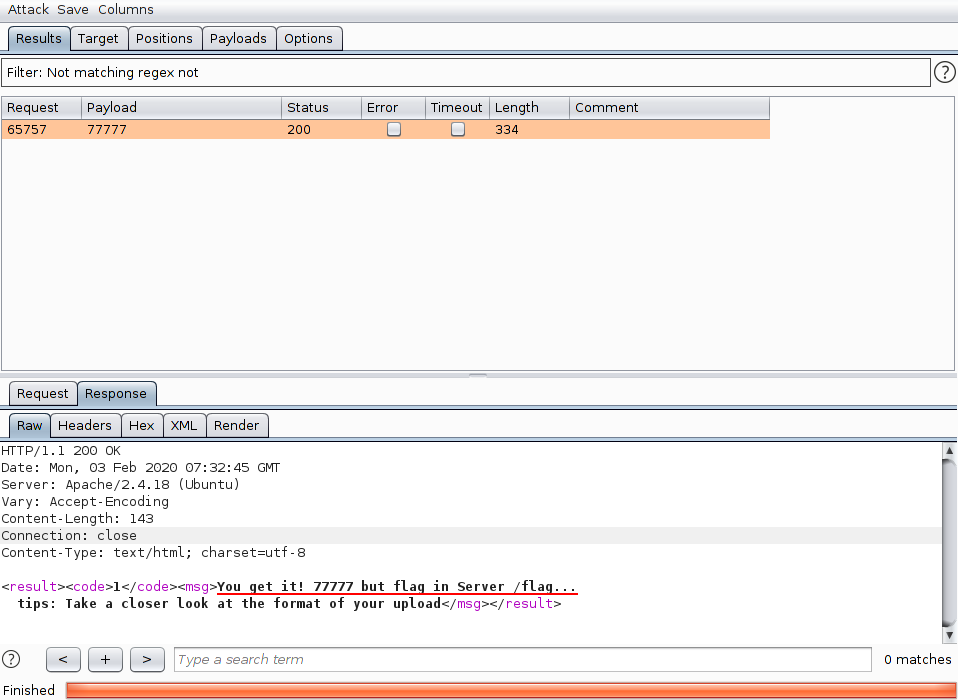 Attack Save Columns
Results Target Positions Payloads Options
Filter: Not matching regex not ?
Request Payload Status Error Timeout Length Comment
65757 77777 200 334
Request Response
Raw Headers Hex XML Render
HTTP/1.1 200 OK
Date: Mon, 03 Feb 2020 07:32:45 GMT
Server: Apache/2.4.18 (Ubuntu)
Vary: Accept-Encoding
Content-Length: 143
Connection: close
Content-Type: text/html; charset=utf-8
<result><code>1</code><msg>You get it! 77777 but flag in Server /flag...
tips: Take a closer look at the format of your upload</msg></result>
? < + > Type a search term 0 matches
Finished